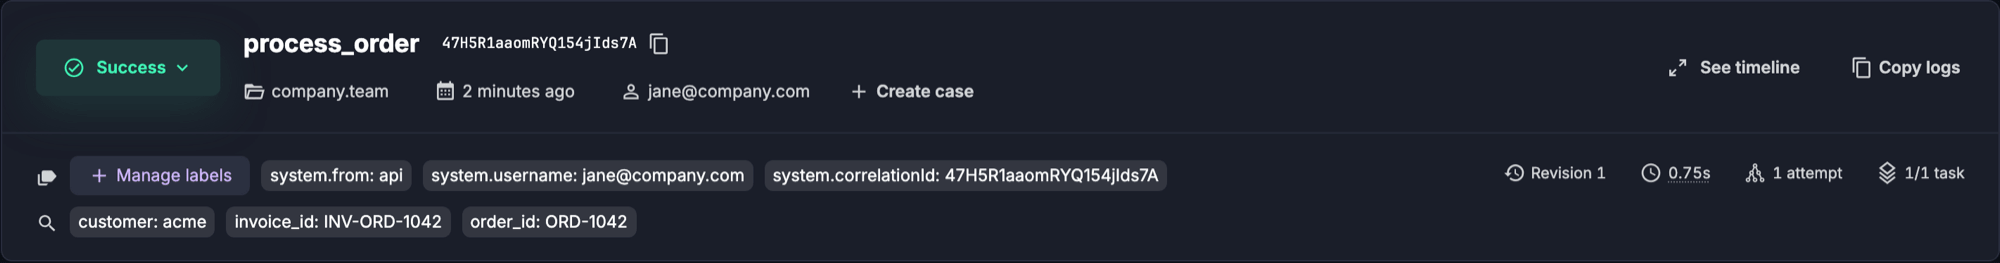 Success
process_order 47H5R1aaomRYQ154jIds7A
company.team 2 minutes ago jane@company.com + Create case
See timeline Copy logs
+ Manage labels system.from: api system.username: jane@company.com system.correlationId: 47H5R1aaomRYQ154jIds7A
Revision 1 0.75s 1 attempt 1/1 task
customer: acme invoice_id: INV-ORD-1042 order_id: ORD-1042